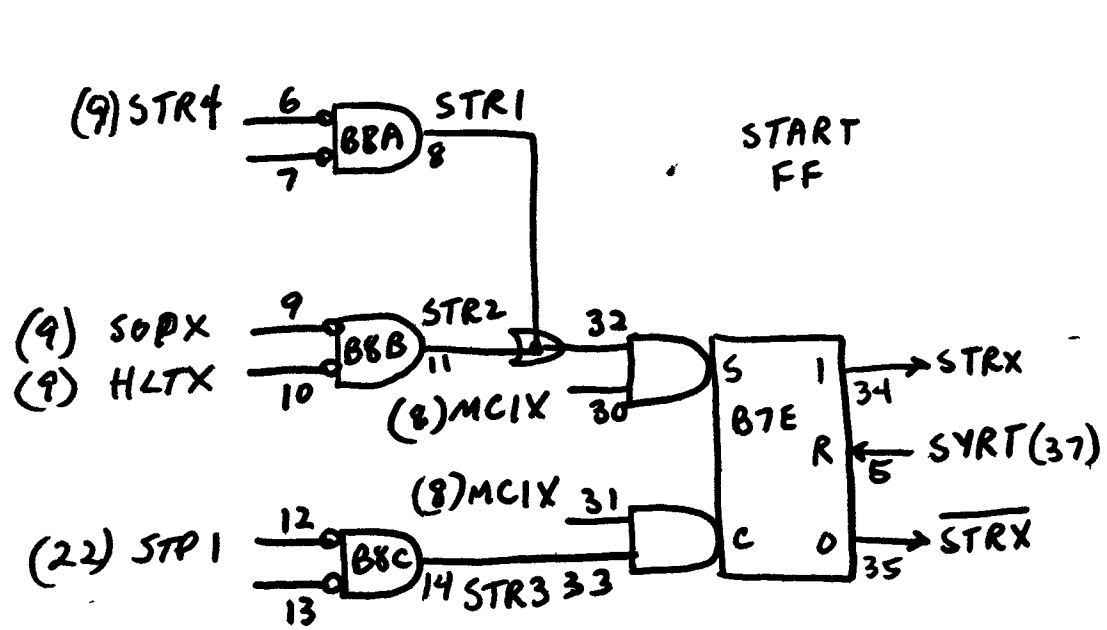 (9) STR4 6 B8A STR1
7 8
START
FF
(9) SOPX 9 B8B STR2 32
(9) HLTX 10 11
(8) MC1X 30 S 1 34 STRX
B7E
R 5 SYRT (37)
(8) MC1X 31
(22) STP1 12 B8C C 0 35 STRX
13 14 STR3 33